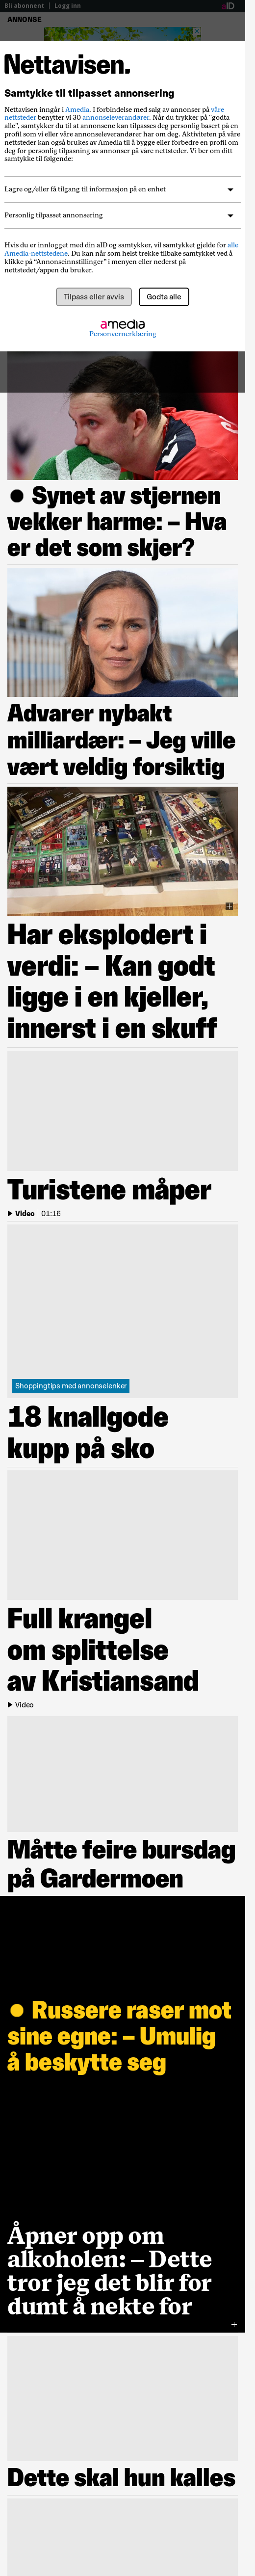 Bli abonnent | Logg inn
aID
ANNONSE
Nettavisen.
Samtykke til tilpasset annonsering
Nettavisen inngår i Amedia. I forbindelse med salg av annonser på våre
nettsteder benytter vi 30 annonseleverandører. Når du trykker på "godta
alle", samtykker du til at annonsene kan tilpasses deg personlig basert på en
profil som vi eller våre annonseleverandører har om deg. Aktiviteten på våre
nettsteder kan også brukes av Amedia til å bygge eller forbedre en profil om
deg for personlig tilpasning av annonser på våre nettsteder. Vi ber om ditt
samtykke til følgende:
Lagre og/eller få tilgang til informasjon på en enhet
Personlig tilpasset annonsering
Hvis du er innlogget med din aID og samtykker, vil samtykket gjelde for alle
Amedia-nettstedene. Du kan når som helst trekke tilbake samtykket ved å
klikke på “Annonseinnstillinger” i menyen eller nederst på
nettstedet/appen du bruker.
Tilpass eller avvis
Godta alle
amedia
Personvernerklæring
● Synet av stjernen
vekker harme: – Hva
er det som skjer?
Advarer nybakt
milliardær: – Jeg ville
vært veldig forsiktig
Har eksplodert i
verdi: – Kan godt
ligge i en kjeller,
innerst i en skuff
Turistene måper
Video | 01:16
Shoppingtips med annonselenker
18 knallgode
kupp på sko
Full krangel
om splittelse
av Kristiansand
Video
Måtte feire bursdag
på Gardermoen
● Russere raser mot
sine egne: – Umulig
å beskytte seg
Åpner opp om
alkoholen: – Dette
tror jeg det blir for
dumt å nekte for
Dette skal hun kalles